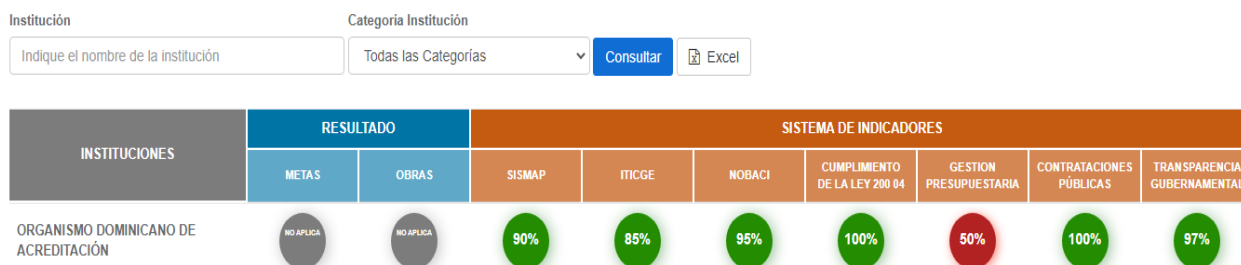 Institución
Categoria Institución
Indique el nombre de la institución
Todas las Categorías
Consultar
Excel
INSTITUCIONES
RESULTADO
SISTEMA DE INDICADORES
METAS
OBRAS
SISMAP
ITICGE
NOBACI
CUMPLIMIENTO
DE LA LEY 200 04
GESTION
PRESUPUESTARIA
CONTRATACIONES
PÚBLICAS
TRANSPARENCIA
GUBERNAMENTAL
ORGANISMO DOMINICANO DE
ACREDITACIÓN
NO APLICA
NO APLICA
90%
85%
95%
100%
50%
100%
97%